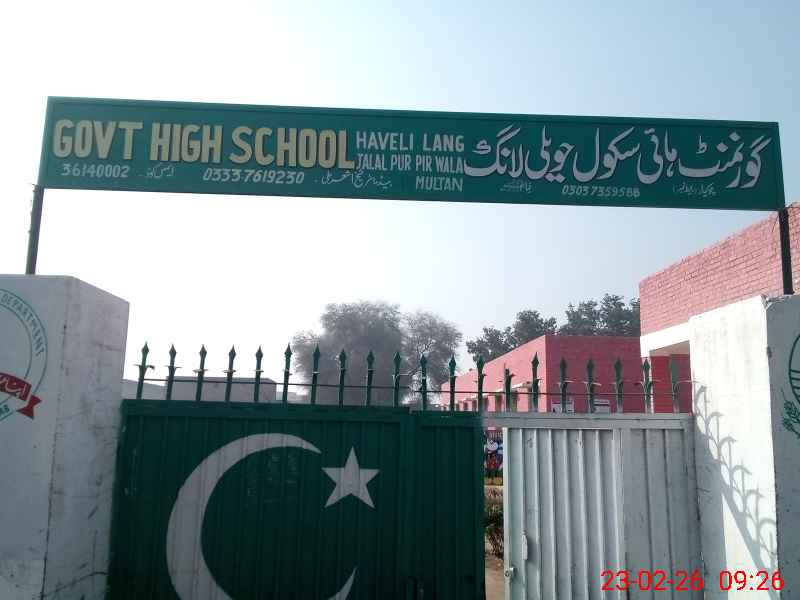 GOVT HIGH SCHOOL
HAVELI LANG
JALAL PUR PIR WALA
MULTAN
گورنمنٹ ہائی سکول حویلی لانگ
36140002
0333-7619230
0303 7359588
DEPARTMENT
23-02-26 09:26